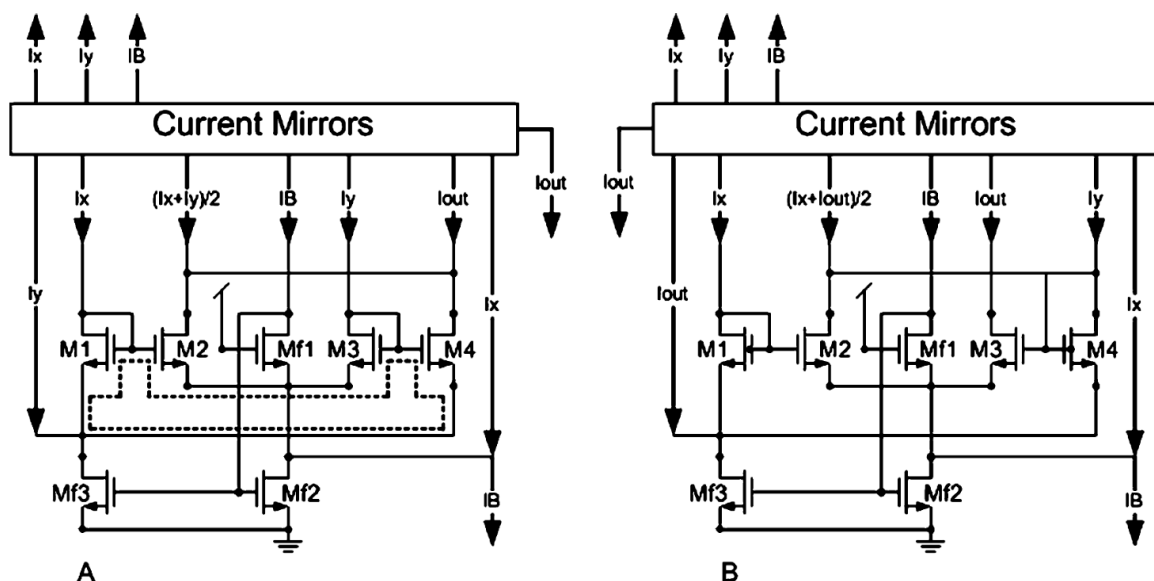 Ix Iy IB
Current Mirrors
Iout
Ix (Ix+Iy)/2 IB Iy Iout
Iy Ix
M1 M2 Mf1 M3 M4
Mf3 Mf2
IB
A
Ix Iy IB
Current Mirrors
Iout
Ix (Ix+Iout)/2 IB Iout Iy
Iout Ix
M1 M2 Mf1 M3 M4
Mf3 Mf2
IB
B